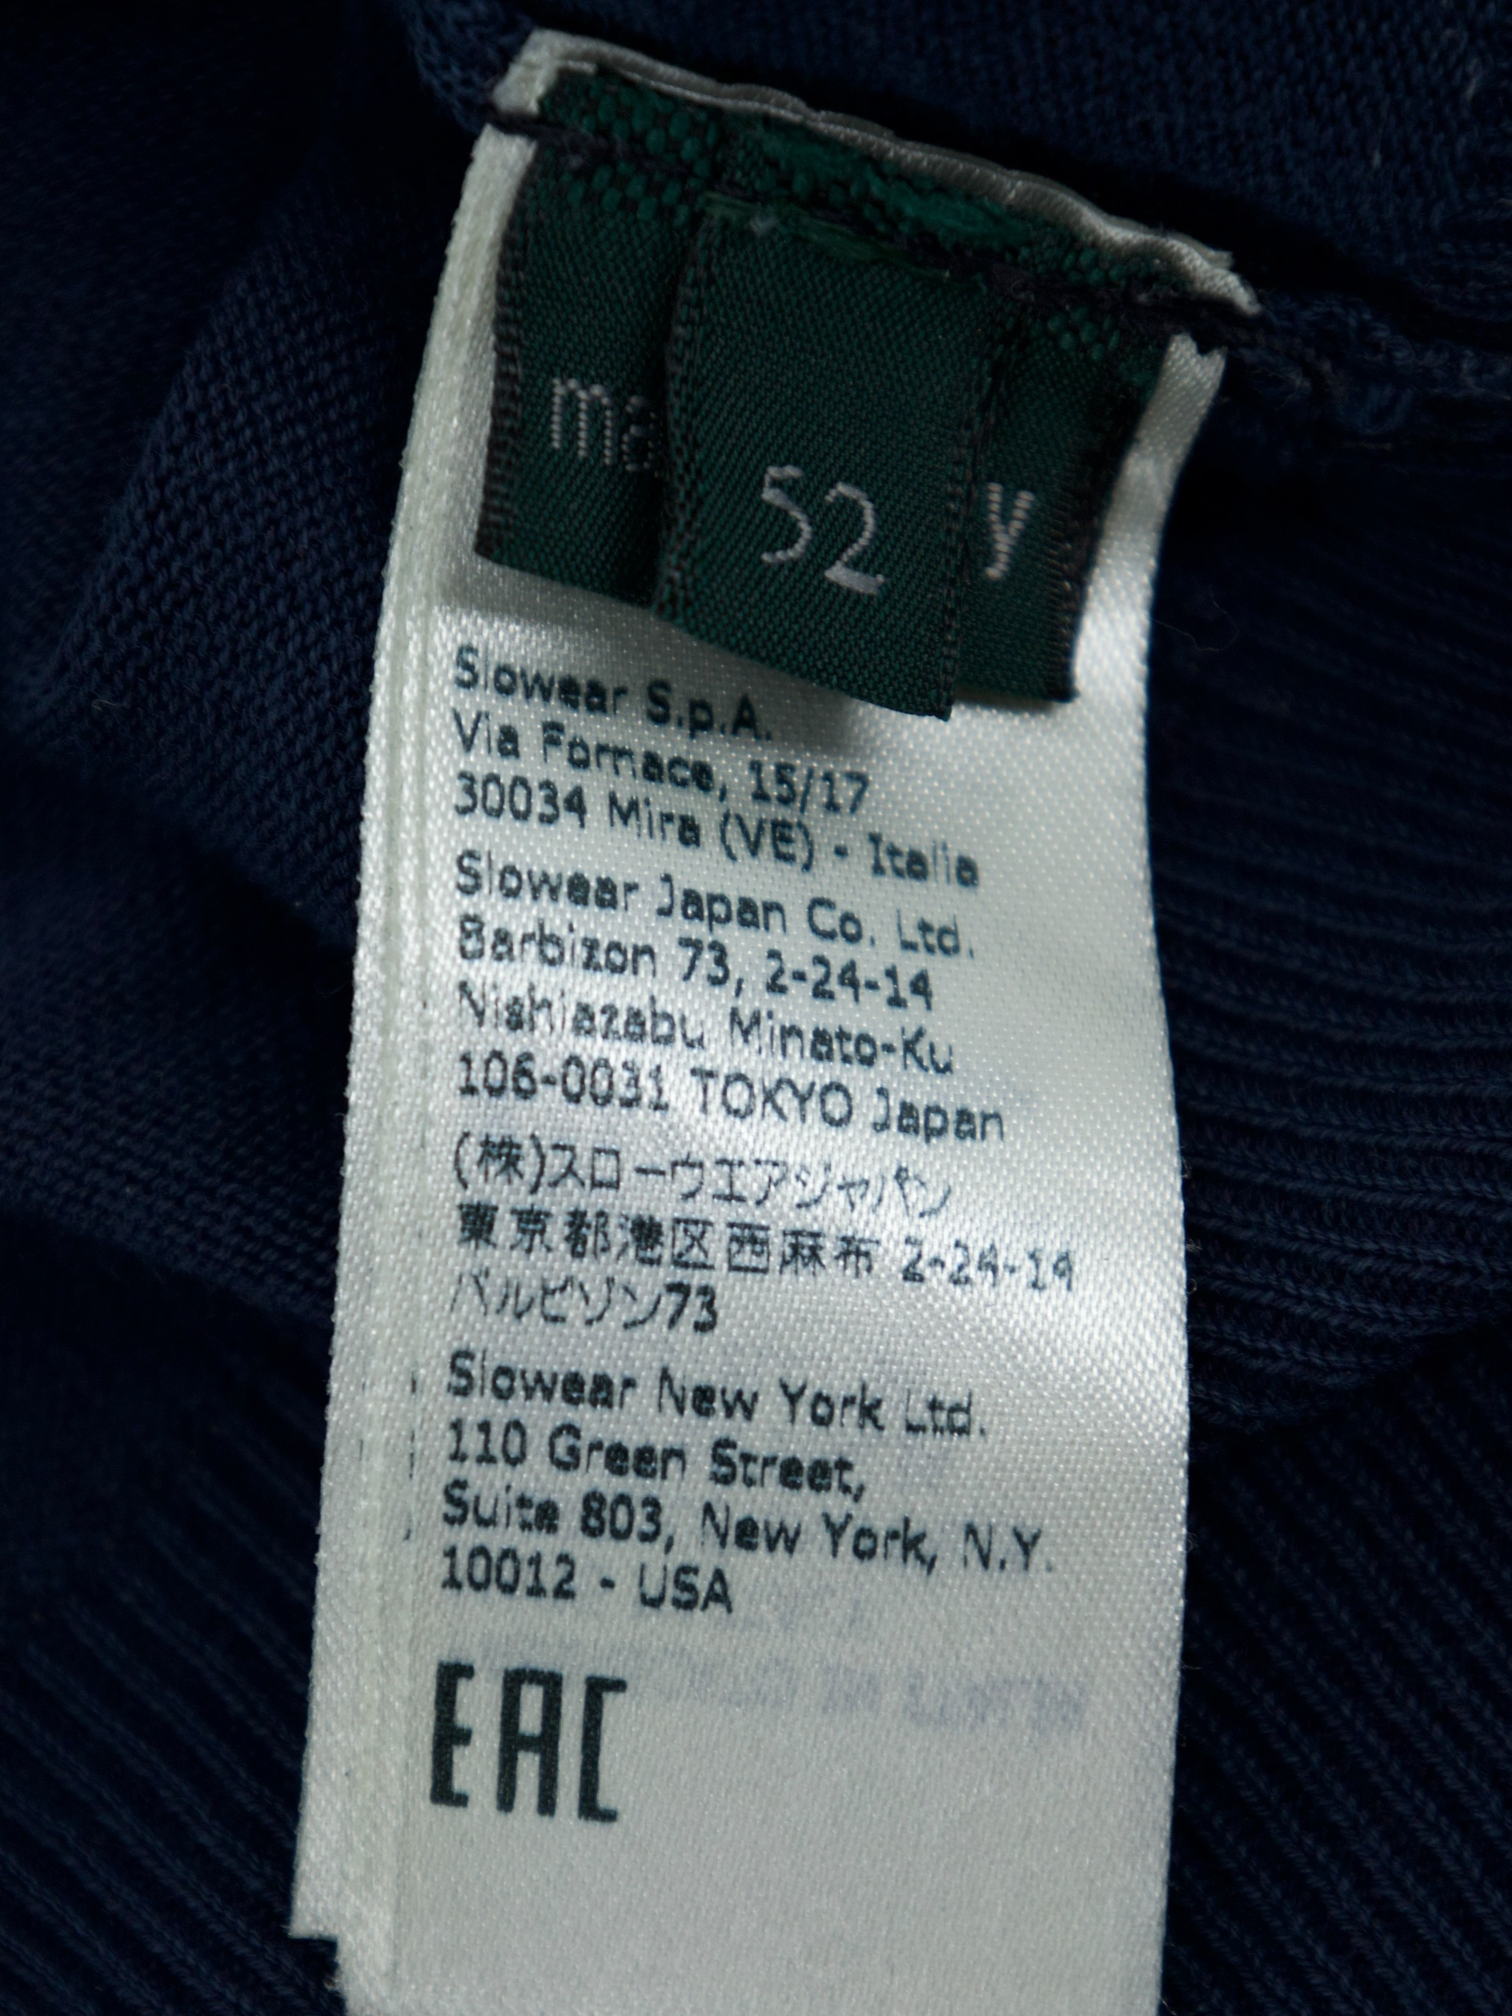 ma
52
y
Slowear S.p.A.
Via Fornace, 15/17
30034 Mira (VE) - Italia
Slowear Japan Co. Ltd.
Barbizon 73, 2-24-14
Nishiazabu Minato-Ku
106-0031 TOKYO Japan
(株)スローウエアジャパン
東京都港区西麻布 2-24-14
バルビゾン73
Slowear New York Ltd.
110 Green Street,
Suite 803, New York, N.Y.
10012 - USA
EAC